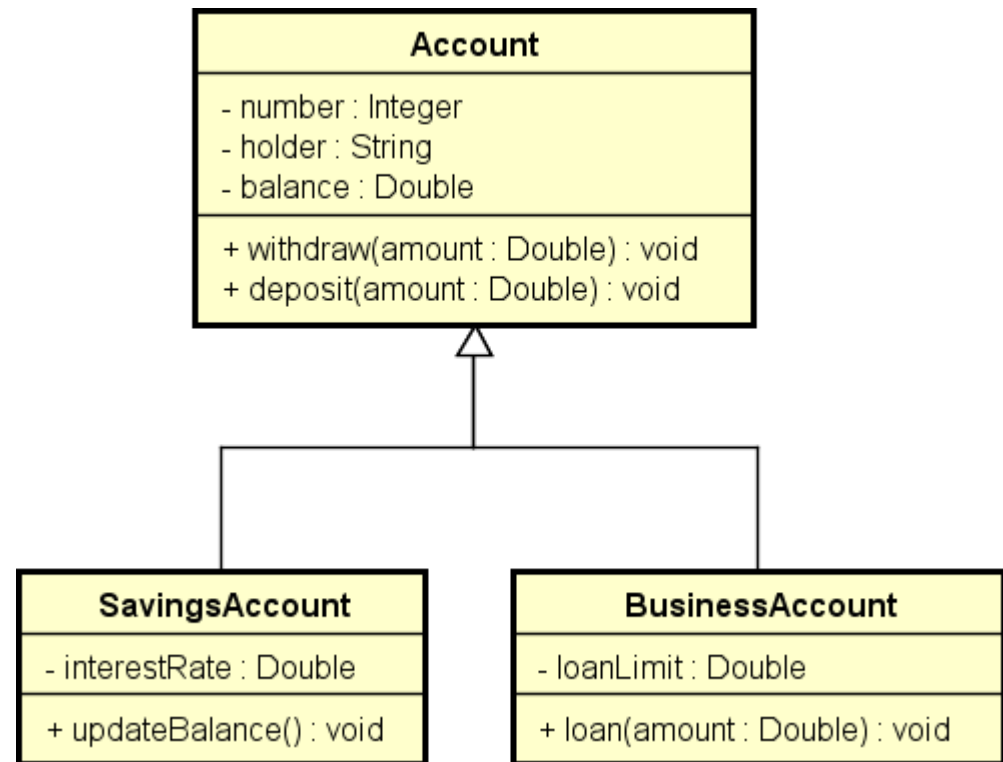 Account
- number : Integer
- holder : String
- balance : Double
+ withdraw(amount : Double) : void
+ deposit(amount : Double) : void
SavingsAccount
- interestRate : Double
+ updateBalance() : void
BusinessAccount
- loanLimit : Double
+ loan(amount : Double) : void